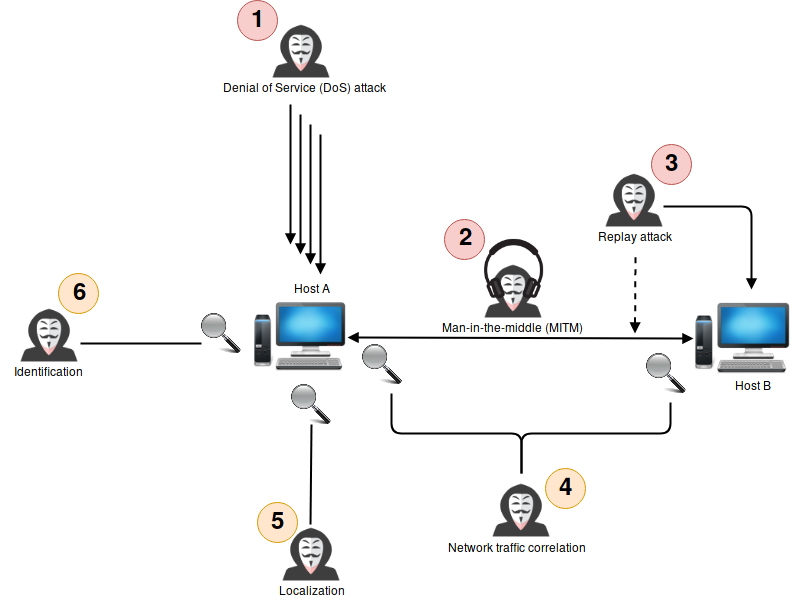 1
Denial of Service (DoS) attack
3
Replay attack
2
Man-in-the-middle (MITM)
Host A
6
Identification
Host B
4
Network traffic correlation
5
Localization